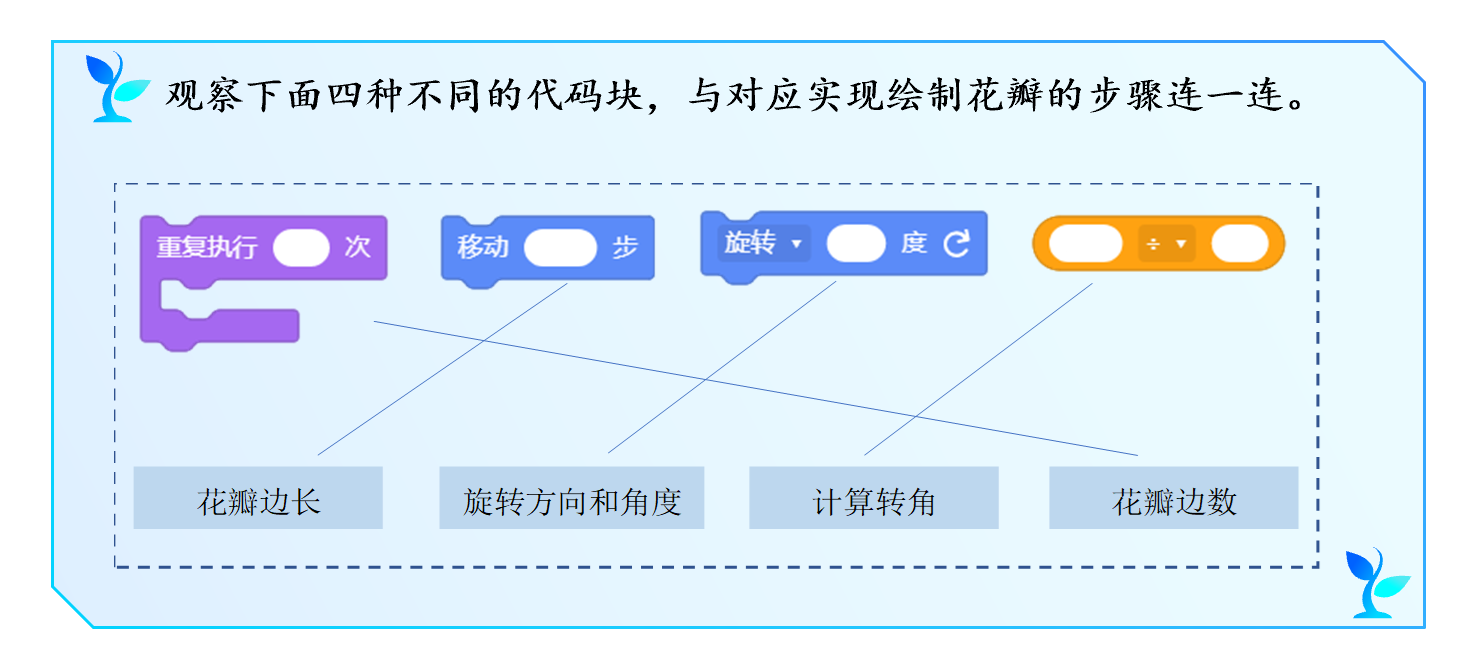 观察下面四种不同的代码块，与对应实现绘制花瓣的步骤连一连。
重复执行 次
移动 步
旋转 度
÷
花瓣边长
旋转方向和角度
计算转角
花瓣边数